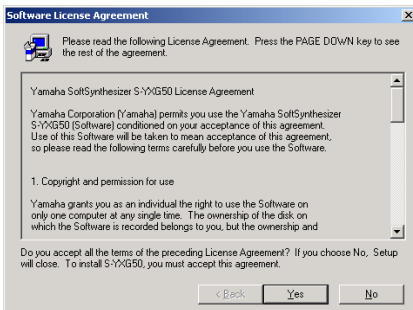 Software License Agreement
Please read the following License Agreement. Press the PAGE DOWN key to see
the rest of the agreement.
Yamaha SoftSynthesizer S-YXG50 License Agreement
Yamaha Corporation (Yamaha) permits you use the Yamaha SoftSynthesizer
S-YXG50 (Software) conditioned on your acceptance of this agreement.
Use of this Software will be taken to mean acceptance of this agreement,
so please read the following terms carefully before you use the Software.
1. Copyright and permission for use
Yamaha grants you as an individual the right to use the Software on
only one computer at any single time. The ownership of the disk on
which the Software is recorded belongs to you, but the ownership and
Do you accept all the terms of the preceding License Agreement? If you choose No, Setup
will close. To install S-YXG50, you must accept this agreement.
< Back Yes No